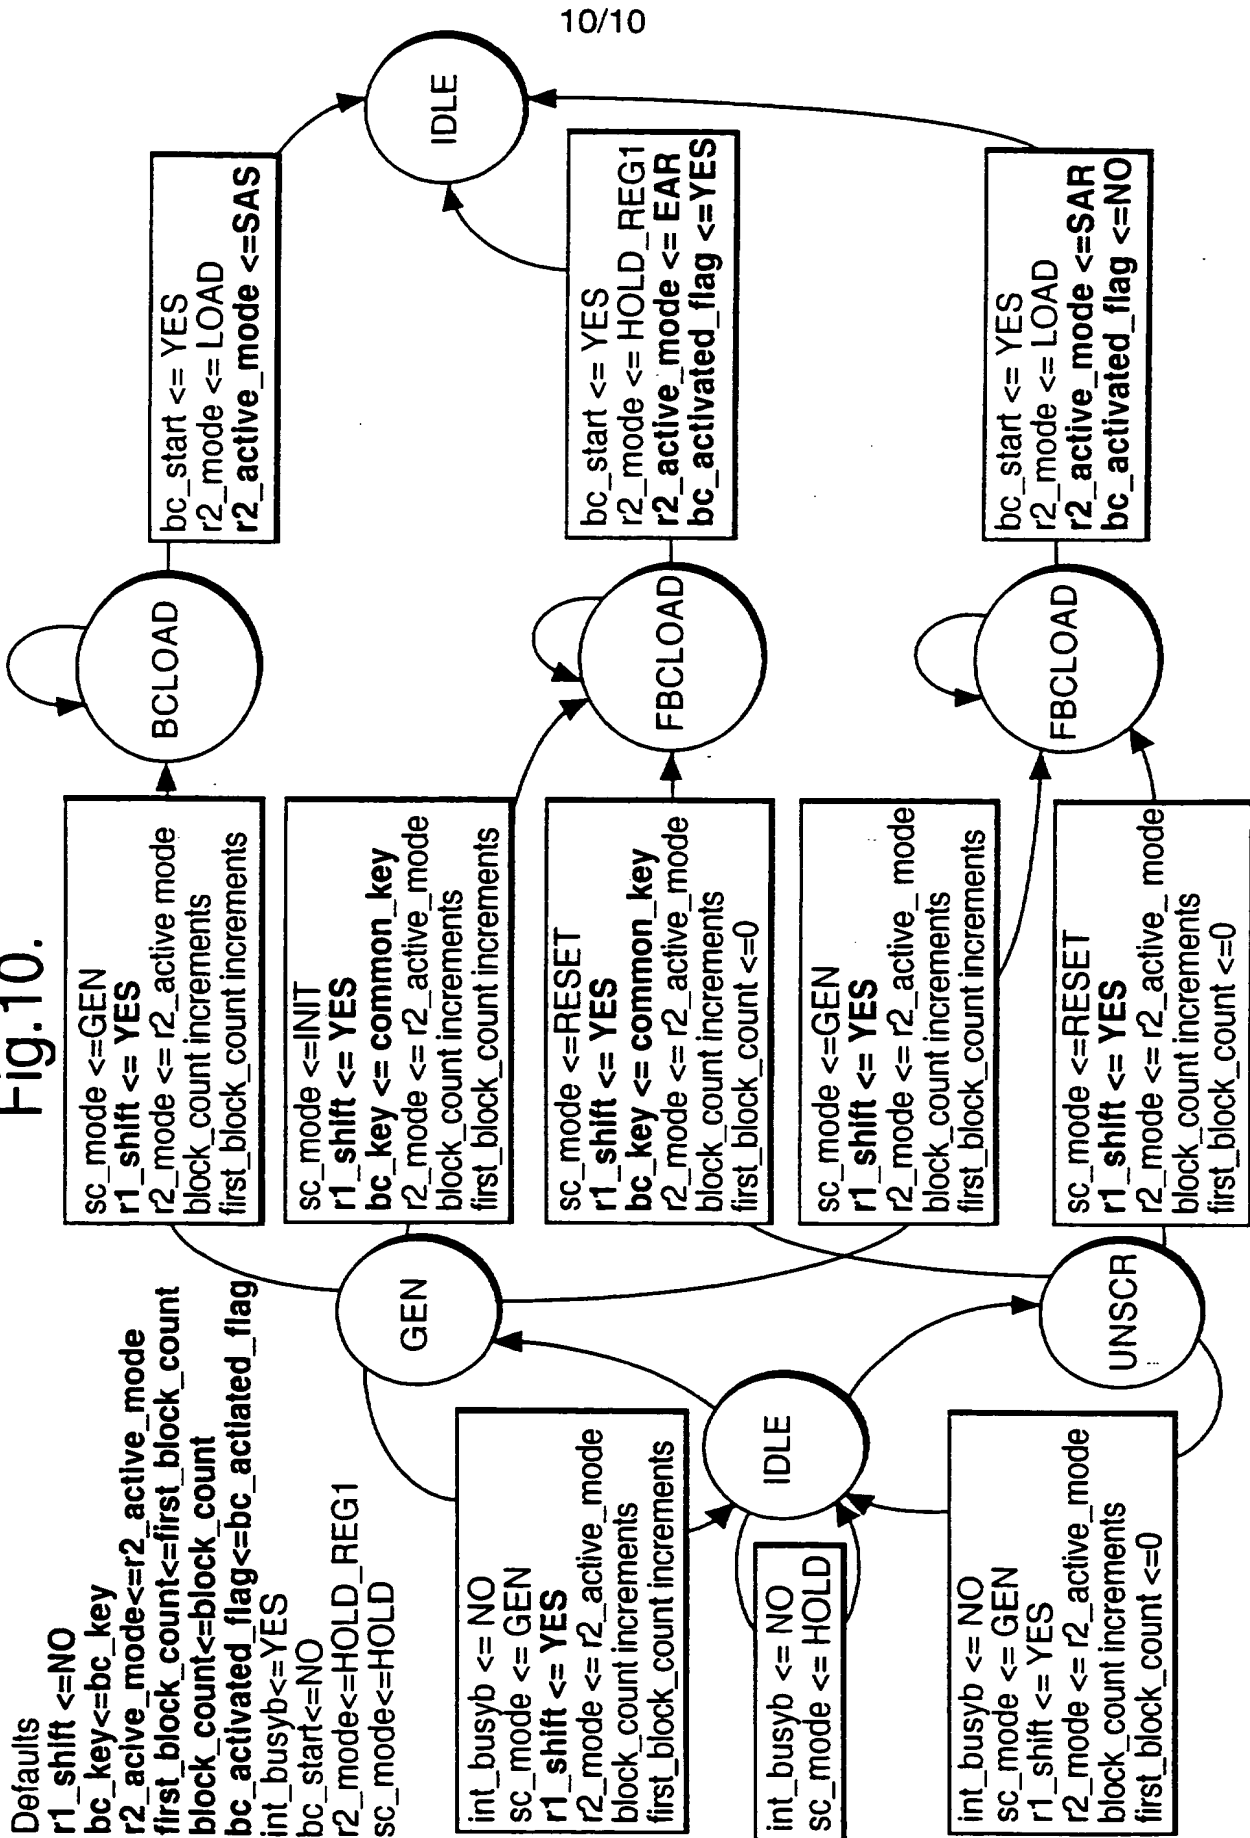 10/10
Fig.10.
Defaults
r1_shift <=NO
bc_key<=bc_key
r2_acive_mode<=r2_active_mode
first_block_count<=first_block_count
block_count<=block_count
bc_activated_flag<=bc_actiated_flag
int_busyb<=YES
bc_start<=NO
r2_mode<=HOLD_REG1
sc_mode<=HOLD
int_busyb <= NO
sc_mode <= GEN
r1_shift <= YES
r2_mode <= r2_active_mode
block_count increments
first_block_count increments
int_busyb <= NO
sc_mode <= HOLD
int_busyb <= NO
sc_mode <= GEN
r1_shift <= YES
r2_mode <= r2_active_mode
block_count increments
first_block_count <=0
IDLE
GEN
UNSCR
sc_mode <=GEN
r1_shift <= YES
r2_mode <= r2_active mode
block_count increments
first_block_count increments
sc_mode <=INIT
r1_shift <= YES
bc_key <= common_key
r2_mode <= r2_active_mode
block_count increments
first_block_count increments
sc_mode <=RESET
r1_shift <= YES
bc_key <= common_key
r2_mode <= r2_active_mode
block_count increments
first_block_count <=0
sc_mode <=GEN
r1_shift <= YES
r2_mode <= r2_active_ mode
block_count increments
first_block_count increments
sc_mode <=RESET
r1_shift <= YES
r2_mode <= r2_active_ mode
block_count increments
first_block_count <=0
BCLOAD
FBCLOAD
FBCLOAD
bc_start <= YES
r2_mode <= LOAD
r2_active_mode <=SAS
bc_start <= YES
r2_mode <= HOLD_REG1
r2_active_mode <= EAR
bc_activated_flag <=YES
bc_start <= YES
r2_mode <= LOAD
r2_active_mode <=SAR
bc_activated_flag <=NO
IDLE